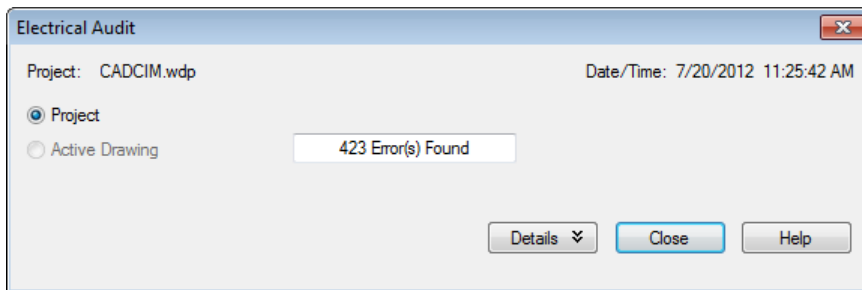 Electrical Audit
Project: CADCIM.wdp Date/Time: 7/20/2012 11:25:42 AM
Project
Active Drawing 423 Error(s) Found
Details Close Help